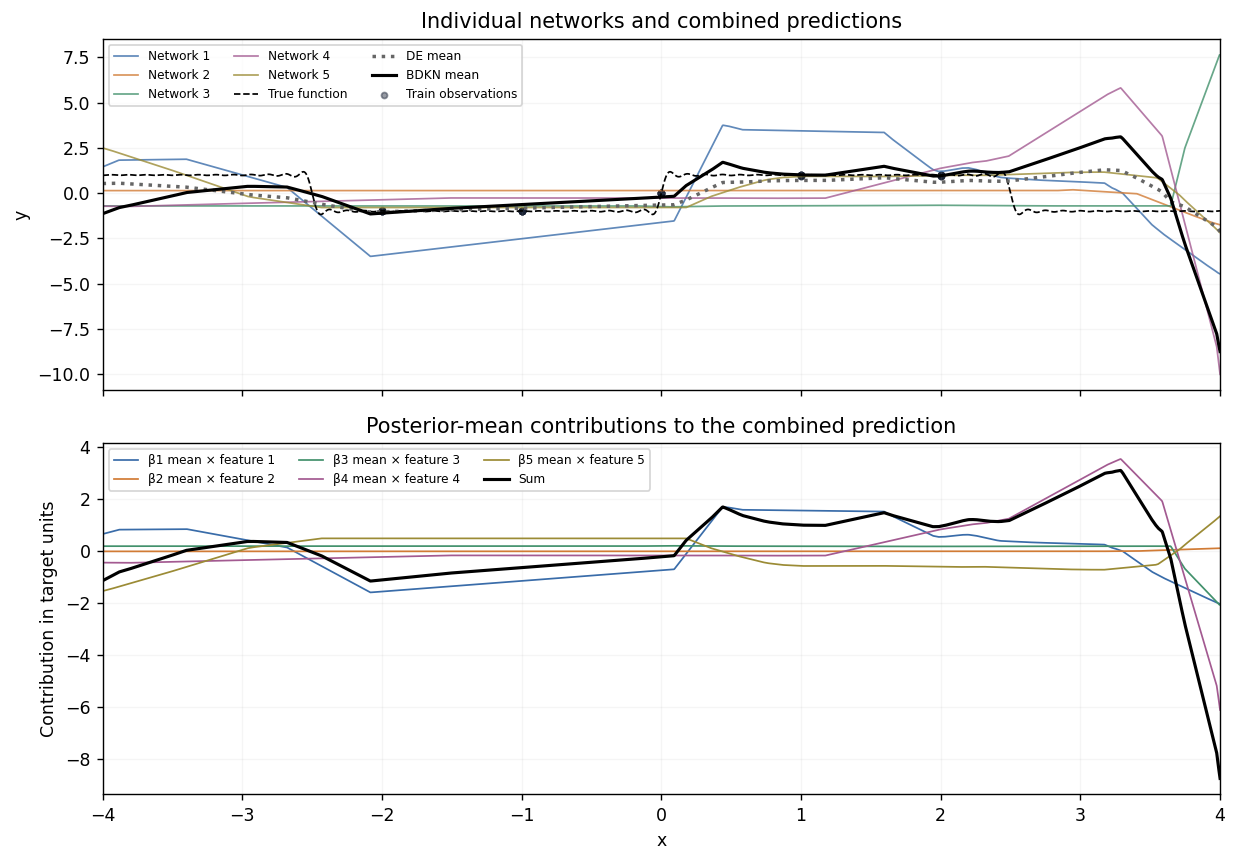 Individual networks and combined predictions
Network 1 Network 4 DE mean
Network 2 Network 5 BDKN mean
Network 3 True function Train observations
7.5
5.0
2.5
0.0
−2.5
−5.0
−7.5
−10.0
y
Posterior-mean contributions to the combined prediction
β1 mean × feature 1 β3 mean × feature 3 β5 mean × feature 5
β2 mean × feature 2 β4 mean × feature 4 Sum
4
2
0
−2
−4
−6
−8
Contribution in target units
−4 −3 −2 −1 0 1 2 3 4
x